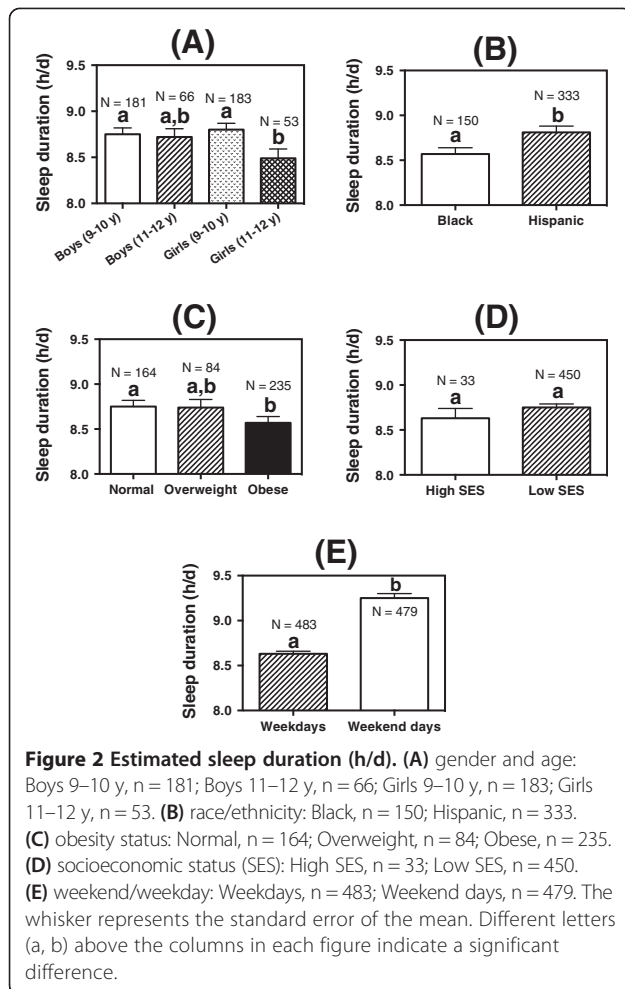 (A)
Sleep duration (h/d)
9.5
9.0
8.5
8.0
N = 181
N = 66
N = 183
N = 53
a
a,b
a
b
Boys (9-10 y)
Boys (11-12 y)
Girls (9-10 y)
Girls (11-12 y)
(B)
Sleep duration (h/d)
9.5
9.0
8.5
8.0
N = 150
N = 333
a
b
Black
Hispanic
(C)
Sleep duration (h/d)
9.5
9.0
8.5
8.0
N = 164
N = 84
N = 235
a
a,b
b
Normal
Overweight
Obese
(D)
Sleep duration (h/d)
9.5
9.0
8.5
8.0
N = 33
N = 450
a
a
High SES
Low SES
(E)
Sleep duration (h/d)
9.5
9.0
8.5
8.0
N = 483
a
b
N = 479
Weekdays
Weekend days
Figure 2 Estimated sleep duration (h/d). (A) gender and age:
Boys 9–10 y, n = 181; Boys 11–12 y, n = 66; Girls 9–10 y, n = 183; Girls
11–12 y, n = 53. (B) race/ethnicity: Black, n = 150; Hispanic, n = 333.
(C) obesity status: Normal, n = 164; Overweight, n = 84; Obese, n = 235.
(D) socioeconomic status (SES): High SES, n = 33; Low SES, n = 450.
(E) weekend/weekday: Weekdays, n = 483; Weekend days, n = 479. The
whisker represents the standard error of the mean. Different letters
(a, b) above the columns in each figure indicate a significant
difference.